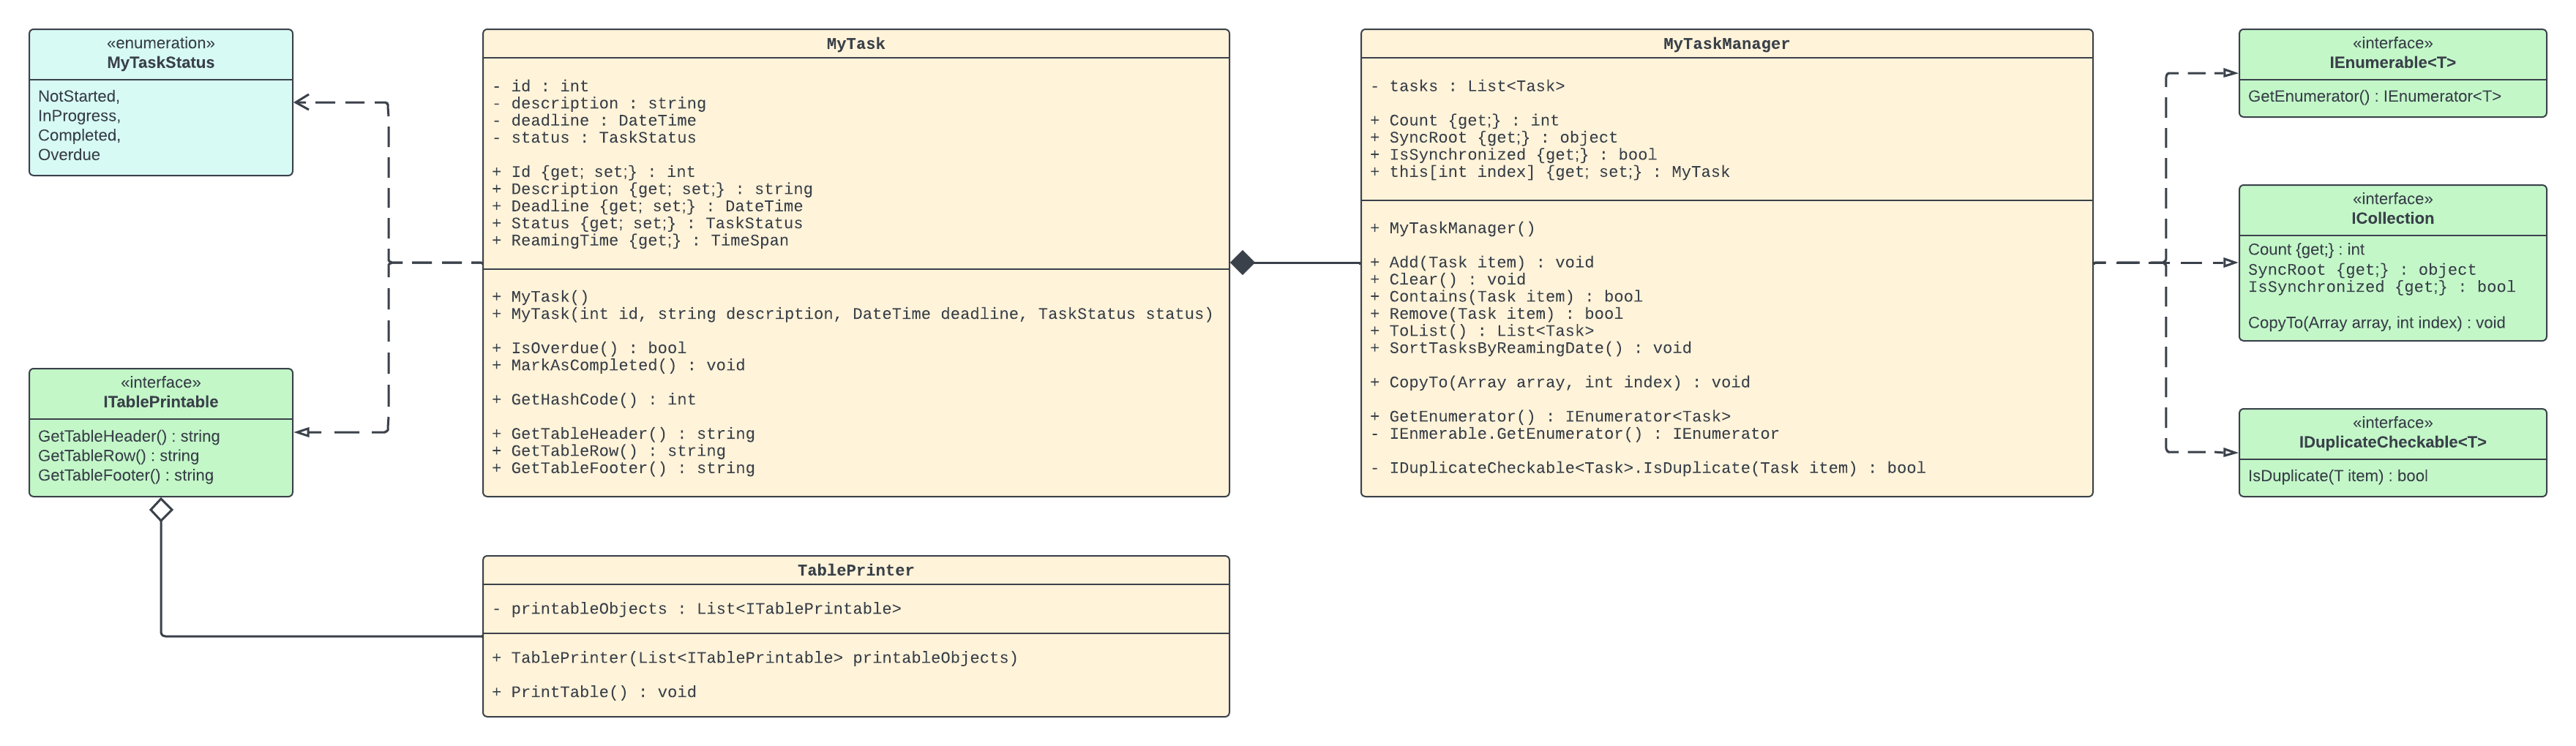 «enumeration»
MyTaskStatus
NotStarted,
InProgress,
Completed,
Overdue
«interface»
ITablePrintable
GetTableHeader() : string
GetTableRow() : string
GetTableFooter() : string
MyTask
- id : int
- description : string
- deadline : DateTime
- status : TaskStatus
+ Id {get; set;} : int
+ Description {get; set;} : string
+ Deadline {get; set;} : DateTime
+ Status {get; set;} : TaskStatus
+ ReamingTime {get;} : TimeSpan
+ MyTask()
+ MyTask(int id, string description, DateTime deadline, TaskStatus status)
+ IsOverdue() : bool
+ MarkAsCompleted() : void
+ GetHashCode() : int
+ GetTableHeader() : string
+ GetTableRow() : string
+ GetTableFooter() : string
TablePrinter
- printableObjects : List<ITablePrintable>
+ TablePrinter(List<ITablePrintable> printableObjects)
+ PrintTable() : void
MyTaskManager
- tasks : List<Task>
+ Count {get;} : int
+ SyncRoot {get;} : object
+ IsSynchronized {get;} : bool
+ this[int index] {get; set;} : MyTask
+ MyTaskManager()
+ Add(Task item) : void
+ Clear() : void
+ Contains(Task item) : bool
+ Remove(Task item) : bool
+ ToList() : List<Task>
+ SortTasksByReamingDate() : void
+ CopyTo(Array array, int index) : void
+ GetEnumerator() : IEnumerator<Task>
- IEnmerable.GetEnumerator() : IEnumerator
- IDuplicateCheckable<Task>.IsDuplicate(Task item) : bool
«interface»
IEnumerable<T>
GetEnumerator() : IEnumerator<T>
«interface»
ICollection
Count {get;} : int
SyncRoot {get;} : object
IsSynchronized {get;} : bool
CopyTo(Array array, int index) : void
«interface»
IDuplicateCheckable<T>
IsDuplicate(T item) : bool